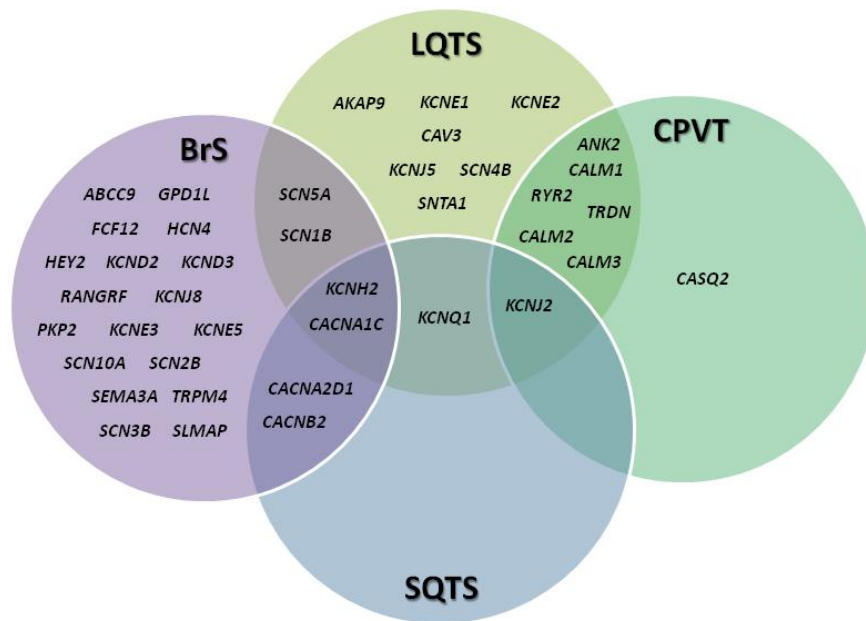 LQTS
AKAP9 KCNE1 KCNE2
CAV3
KCNJ5 SCN4B
SNTA1
BrS
ABCC9 GPD1L
FCF12 HCN4
HEY2 KCND2 KCND3
RANGRF KCNJ8
PKP2 KCNE3 KCNE5
SCN10A SCN2B
SEMA3A TRPM4
SCN3B SLMAP
SCN5A
SCN1B
KCNH2
CACNA1C
CACNA2D1
CACNB2
KCNQ1
KCNJ2
CPVT
ANK2
CALM1
RYR2
TRDN
CALM2
CALM3
CASQ2
SQTS